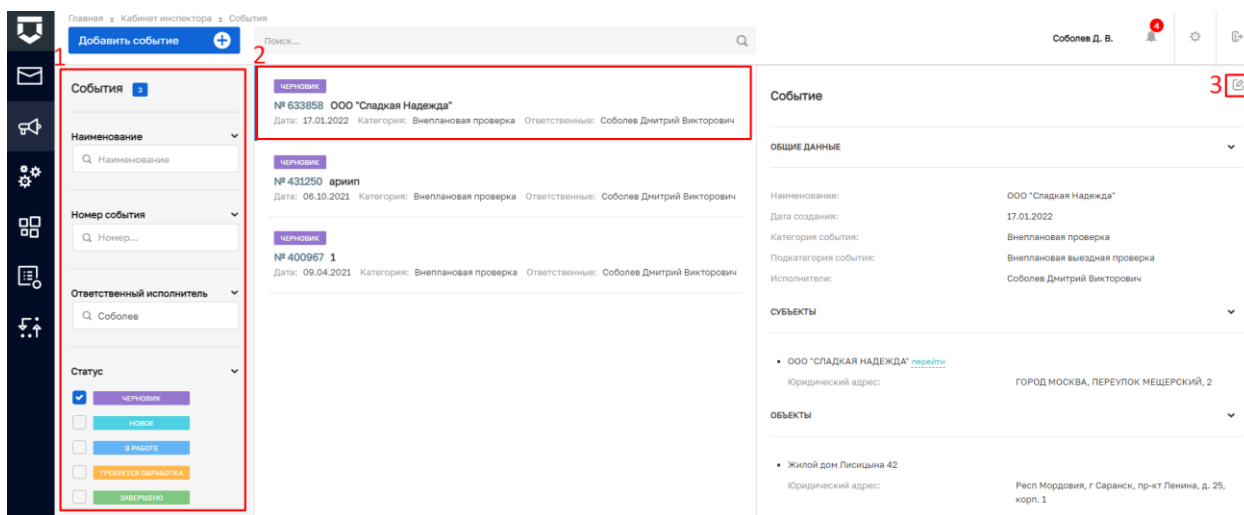 Главная Кабинет инспектора События
Добавить событие
Поиск...
Соболев Д. В.
4
1
2
3
События 3
Наименование
Наименование
Номер события
Номер...
Ответственный исполнитель
Соболев
Статус
ЧЕРНОВИК
НОВОЕ
В РАБОТЕ
ТРЕБУЕТСЯ ОБРАБОТКА
ЗАВЕРШЕНО
ЧЕРНОВИК
№ 633858 ООО "Сладкая Надежда"
Дата: 17.01.2022 Категория: Внеплановая проверка Ответственные: Соболев Дмитрий Викторович
ЧЕРНОВИК
№ 431250 ариип
Дата: 06.10.2021 Категория: Внеплановая проверка Ответственные: Соболев Дмитрий Викторович
ЧЕРНОВИК
№ 400967 1
Дата: 09.04.2021 Категория: Внеплановая проверка Ответственные: Соболев Дмитрий Викторович
Событие
ОБЩИЕ ДАННЫЕ
Наименование: ООО "Сладкая Надежда"
Дата создания: 17.01.2022
Категория события: Внеплановая проверка
Подкатегория события: Внеплановая выездная проверка
Исполнители: Соболев Дмитрий Викторович
СУБЪЕКТЫ
• ООО "СЛАДКАЯ НАДЕЖДА" перейти
Юридический адрес: ГОРОД МОСКВА, ПЕРЕУЛОК МЕЩЕРСКИЙ, 2
ОБЪЕКТЫ
• Жилой дом Лисицына 42
Юридический адрес: Респ Мордовия, г Саранск, пр-кт Ленина, д. 25,
корп. 1